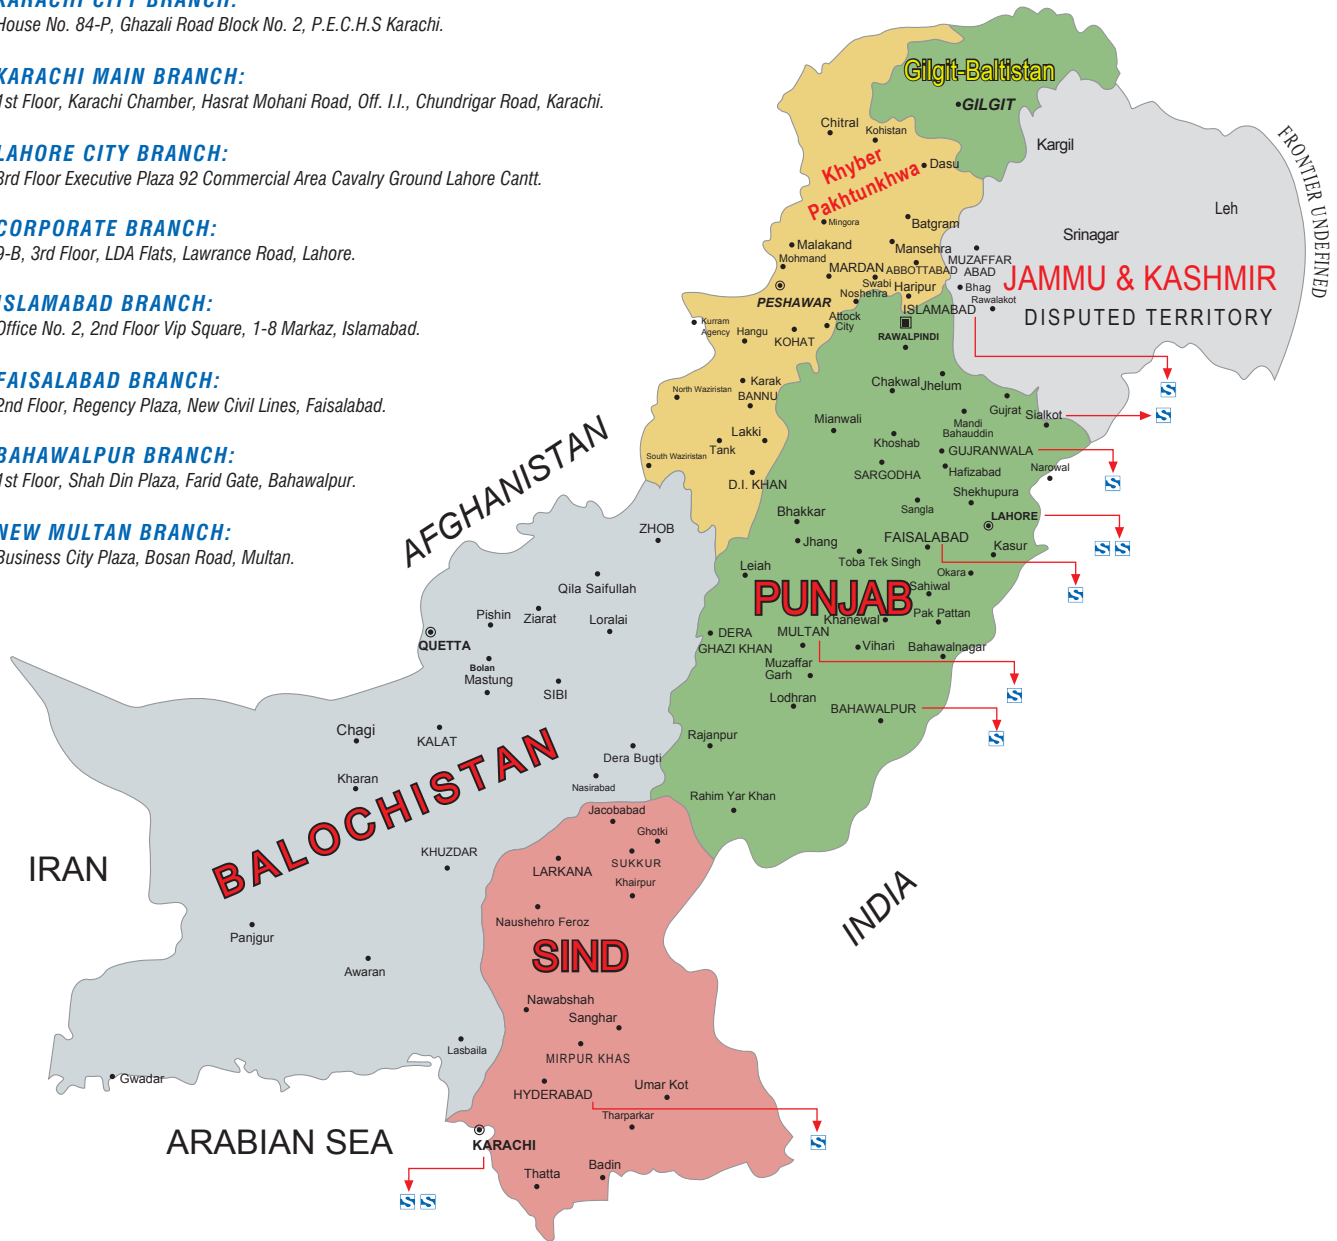 KARACHI CITY BRANCH:
House No. 84-P, Ghazali Road Block No. 2, P.E.C.H.S Karachi.
KARACHI MAIN BRANCH:
1st Floor, Karachi Chamber, Hasrat Mohani Road, Off. I.I., Chundrigar Road, Karachi.
LAHORE CITY BRANCH:
3rd Floor Executive Plaza 92 Commercial Area Cavalry Ground Lahore Cantt.
CORPORATE BRANCH:
9-B, 3rd Floor, LDA Flats, Lawrance Road, Lahore.
ISLAMABAD BRANCH:
Office No. 2, 2nd Floor Vip Square, 1-8 Markaz, Islamabad.
FAISALABAD BRANCH:
2nd Floor, Regency Plaza, New Civil Lines, Faisalabad.
BAHAWALPUR BRANCH:
1st Floor, Shah Din Plaza, Farid Gate, Bahawalpur.
NEW MULTAN BRANCH:
Business City Plaza, Bosan Road, Multan.
Gilgit-Baltistan
GILGIT
Chitral
Kohistan
Khyber
Pakhtunkhwa
Dasu
Kargil
FRONTIER UNDEFINED
Leh
Srinagar
Mingora
Batgram
Malakand
Mansehra
Mohmand
MARDAN
ABBOTTABAD
MUZAFFAR
ABAD
JAMMU & KASHMIR
DISPUTED TERRITORY
Swabi
Haripur
Bhag
Rawalakot
PESHAWAR
Noshehra
ISLAMABAD
Kurram
Agency
Hangu
KOHAT
Attock
City
RAWALPINDI
North Waziristan
Karak
BANNU
Chakwal
Jhelum
Gujrat
Sialkot
Mianwali
Mandi
Bahauddin
Lakki
Tank
Khoshab
GUJRANWALA
South Waziristan
D.I. KHAN
SARGODHA
Hafizabad
Narowal
Shekhupura
Sangla
LAHORE
AFGHANISTAN
ZHOB
Bhakkar
Jhang
FAISALABAD
Kasur
Toba Tek Singh
Leiah
Okara
Sahiwal
PUNJAB
Qila Saifullah
Pishin
Ziarat
Loralai
Khanewal
Pak Pattan
QUETTA
DERA
GHAZI KHAN
MULTAN
Vihari
Bahawalnagar
Bolan
Mastung
SIBI
Muzaffar
Garh
Lodhran
BAHAWALPUR
Chagi
KALAT
Rajanpur
Dera Bugti
Kharan
Nasirabad
BALOCHISTAN
Rahim Yar Khan
Jacobabad
Ghotki
IRAN
KHUZDAR
LARKANA
SUKKUR
Khairpur
INDIA
Naushehro Feroz
Panjgur
SIND
Awaran
Nawabshah
Sanghar
Lasbaila
MIRPUR KHAS
Gwadar
HYDERABAD
Umar Kot
Tharparkar
ARABIAN SEA
KARACHI
Thatta
Badin
S
S
S
S S
S
S
S
S
S S